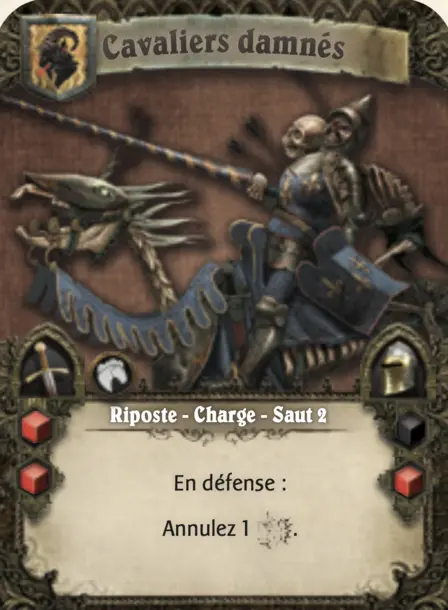 Cavaliers damnés
Riposte - Charge - Saut 2
En défense :
Annulez 1 .